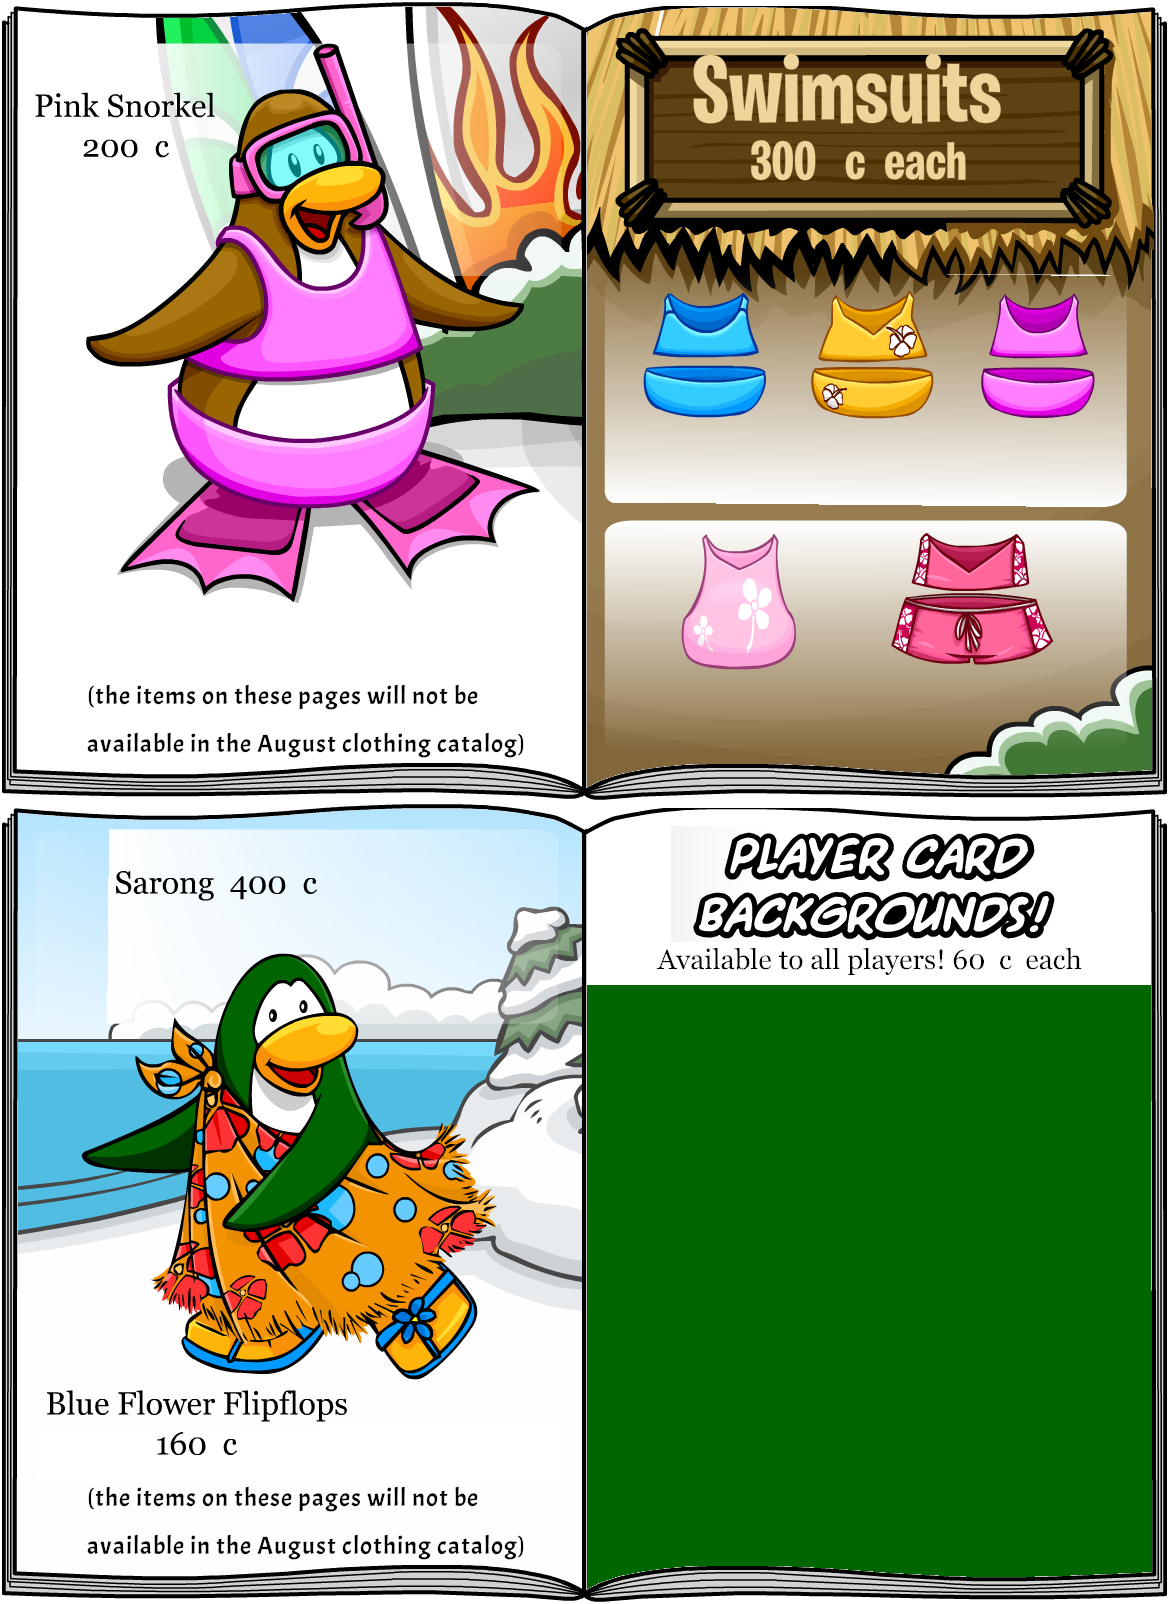 Pink Snorkel
200 c
(the items on these pages will not be
available in the August clothing catalog)
Swimsuits
300 c each
Sarong 400 c
Blue Flower Flipflops
160 c
(the items on these pages will not be
available in the August clothing catalog)
PLAYER CARD
BACKGROUNDS!
Available to all players! 60 c each